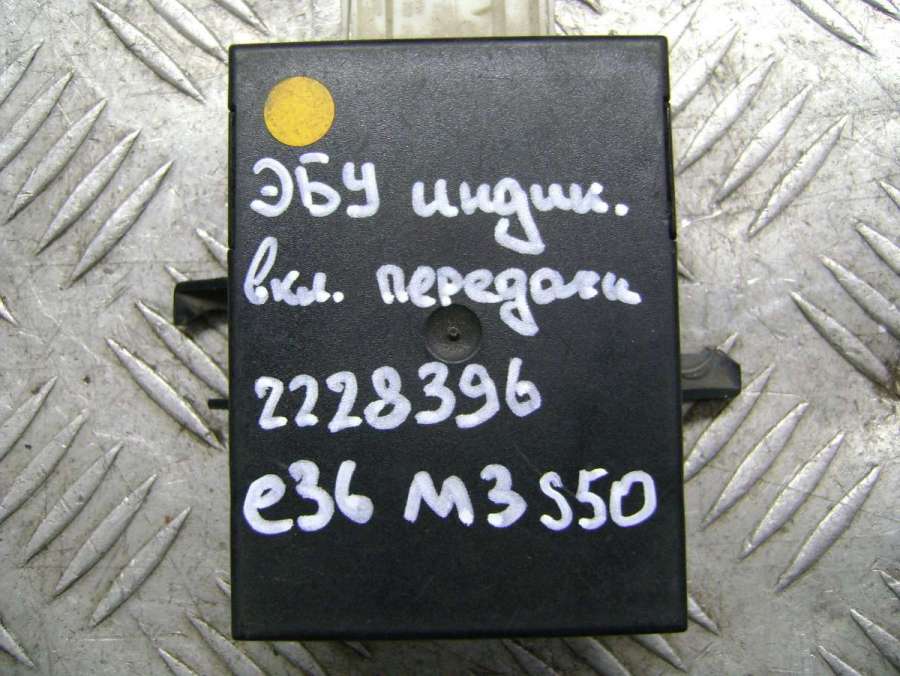 ЭБУ индик.
вкл. передачи
2228396
e36 M3 S50